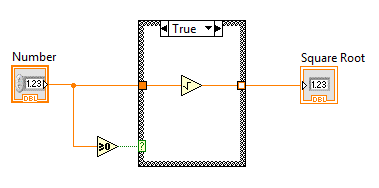 True
Number
Square Root
1.23
1.23
DBL
DBL
√
≥0
?